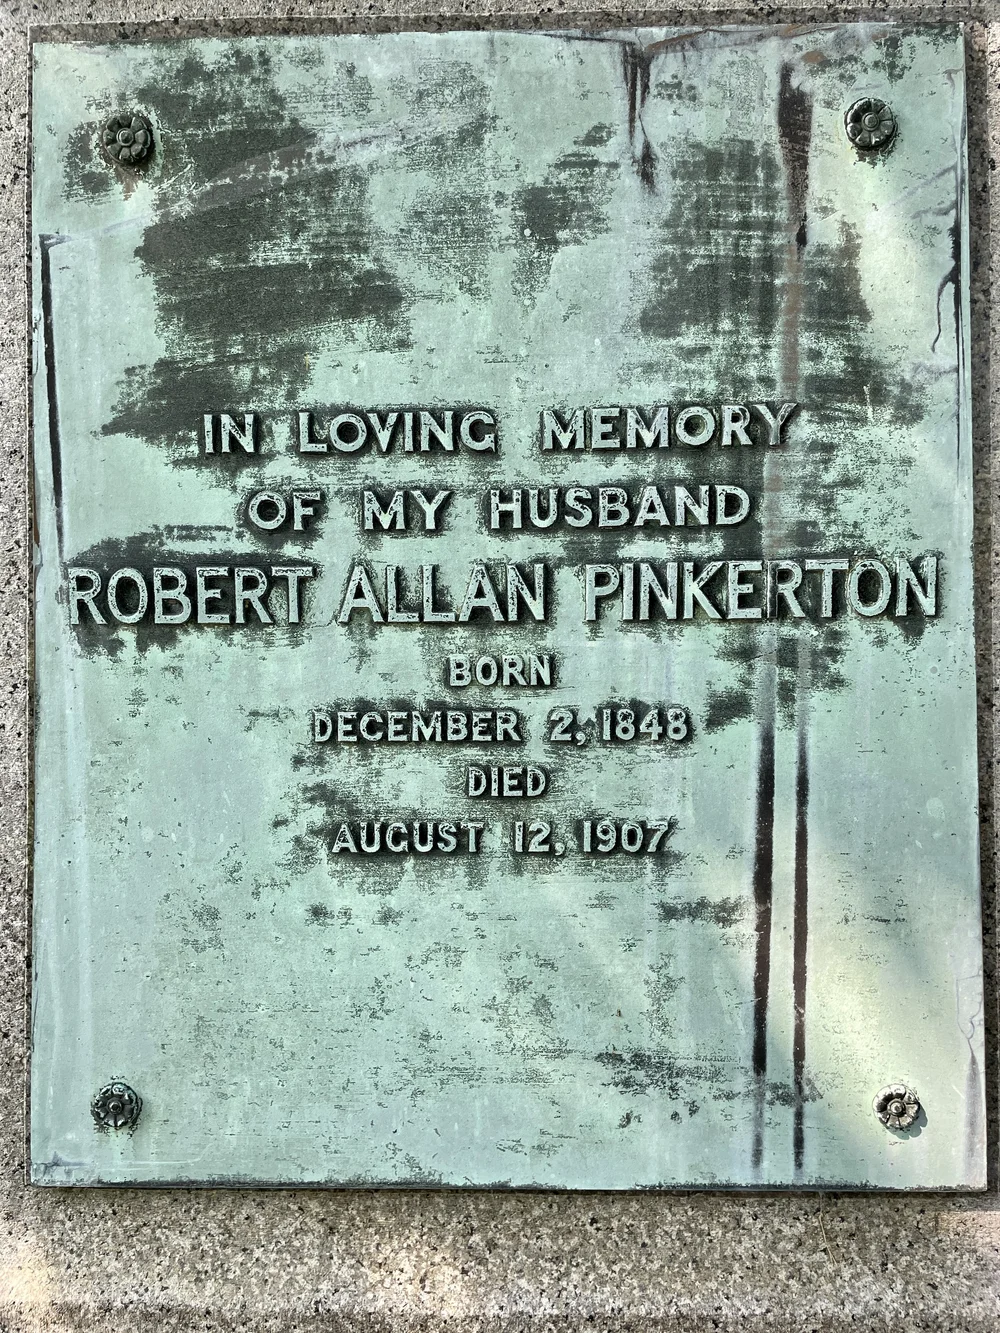 IN LOVING MEMORY
OF MY HUSBAND
ROBERT ALLAN PINKERTON
BORN
DECEMBER 2, 1848
DIED
AUGUST 12, 1907